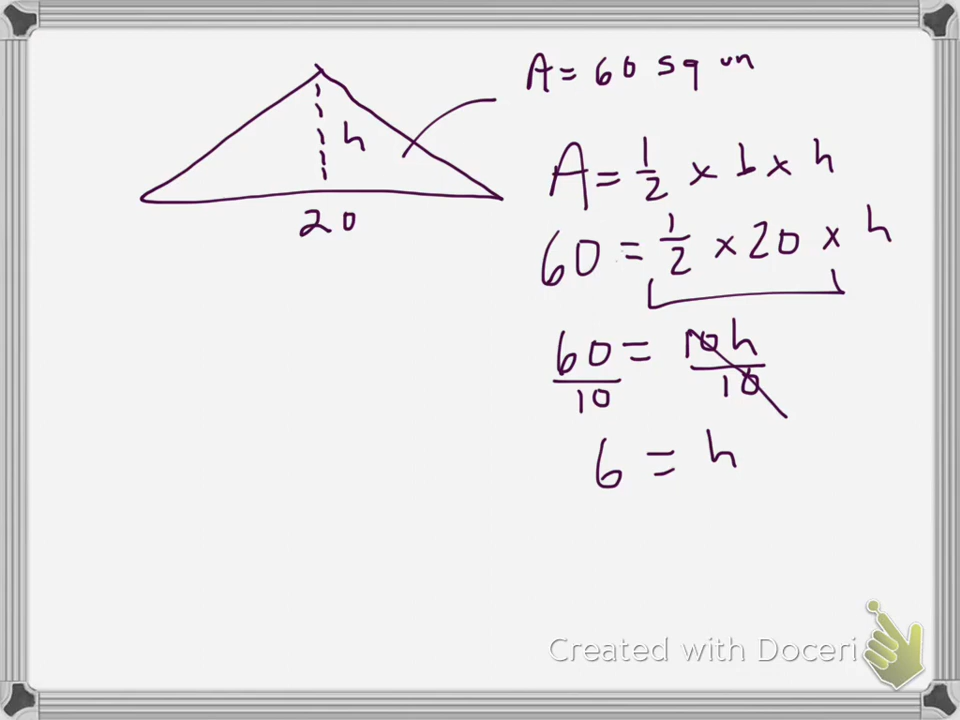 A = 60 sq un
h
20
A = 1/2 × b × h
60 = 1/2 × 20 × h
60/10 = 10h/10
6 = h
Created with Doceri